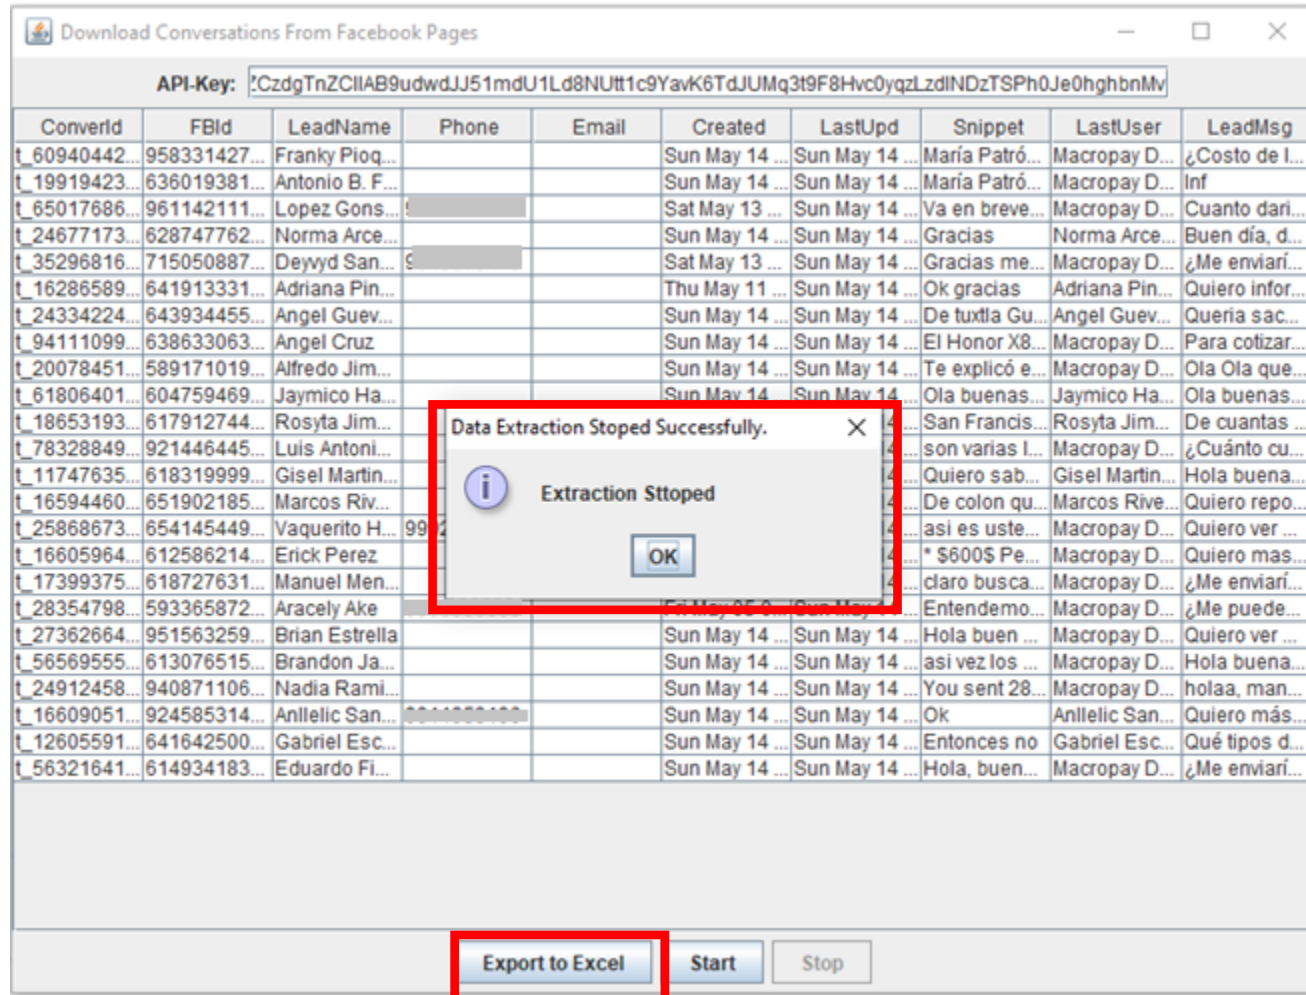 Download Conversations From Facebook Pages
API-Key: ZCzdgTnZCIIAB9udwdJJ51mdU1Ld8NUtt1c9YavK6TdJUMq3t9F8Hvc0yqzLzdINDzTSPh0Je0hghbnMv
ConverId FBId LeadName Phone Email Created LastUpd Snippet LastUser LeadMsg
t_60940442... 958331427... Franky Pioq... Sun May 14 ... Sun May 14 ... María Patró... Macropay D... ¿Costo de l...
t_19919423... 636019381... Antonio B. F... Sun May 14 ... Sun May 14 ... María Patró... Macropay D... Inf
t_65017686... 961142111... Lopez Gons... Sat May 13 ... Sun May 14 ... Va en breve... Macropay D... Cuanto dari...
t_24677173... 628747762... Norma Arce... Sun May 14 ... Sun May 14 ... Gracias Norma Arce... Buen día, d...
t_35296816... 715050887... Deyvyd San... Sat May 13 ... Sun May 14 ... Gracias me... Macropay D... ¿Me enviarí...
t_16286589... 641913331... Adriana Pin... Thu May 11 ... Sun May 14 ... Ok gracias Adriana Pin... Quiero infor...
t_24334224... 643934455... Angel Guev... Sun May 14 ... Sun May 14 ... De tuxtla Gu... Angel Guev... Queria sac...
t_94111099... 638633063... Angel Cruz Sun May 14 ... Sun May 14 ... El Honor X8... Macropay D... Para cotizar...
t_20078451... 589171019... Alfredo Jim... Sun May 14 ... Sun May 14 ... Te explicó e... Macropay D... Ola Ola que...
t_61806401... 604759469... Jaymico Ha... Sun May 14 ... Sun May 14 ... Ola buenas... Jaymico Ha... Ola buenas...
t_18653193... 617912744... Rosyta Jim... San Francis... Rosyta Jim... De cuantas ...
t_78328849... 921446445... Luis Antoni... son varias l... Macropay D... ¿Cuánto cu...
t_11747635... 618319999... Gisel Martin... Quiero sab... Gisel Martin... Hola buena...
t_16594460... 651902185... Marcos Riv... De colon qu... Marcos Rive... Quiero repo...
t_25868673... 654145449... Vaquerito H... asi es uste... Macropay D... Quiero ver ...
t_16605964... 612586214... Erick Perez * $600$ Pe... Macropay D... Quiero mas...
t_17399375... 618727631... Manuel Men... claro busca... Macropay D... ¿Me enviarí...
t_28354798... 593365872... Aracely Ake Fri May 05 Sun May Entendemo... Macropay D... ¿Me puede...
t_27362664... 951563259... Brian Estrella Sun May 14 ... Sun May 14 ... Hola buen ... Macropay D... Quiero ver ...
t_56569555... 613076515... Brandon Ja... Sun May 14 ... Sun May 14 ... asi vez los ... Macropay D... Hola buena...
t_24912458... 940871106... Nadia Rami... Sun May 14 ... Sun May 14 ... You sent 28... Macropay D... holaa, man...
t_16609051... 924585314... Anllelic San... Sun May 14 ... Sun May 14 ... Ok Anllelic San... Quiero más...
t_12605591... 641642500... Gabriel Esc... Sun May 14 ... Sun May 14 ... Entonces no Gabriel Esc... Qué tipos d...
t_56321641... 614934183... Eduardo Fi... Sun May 14 ... Sun May 14 ... Hola, buen... Macropay D... ¿Me enviarí...
Data Extraction Stoped Successfully.
Extraction Sttoped
OK
Export to Excel Start Stop